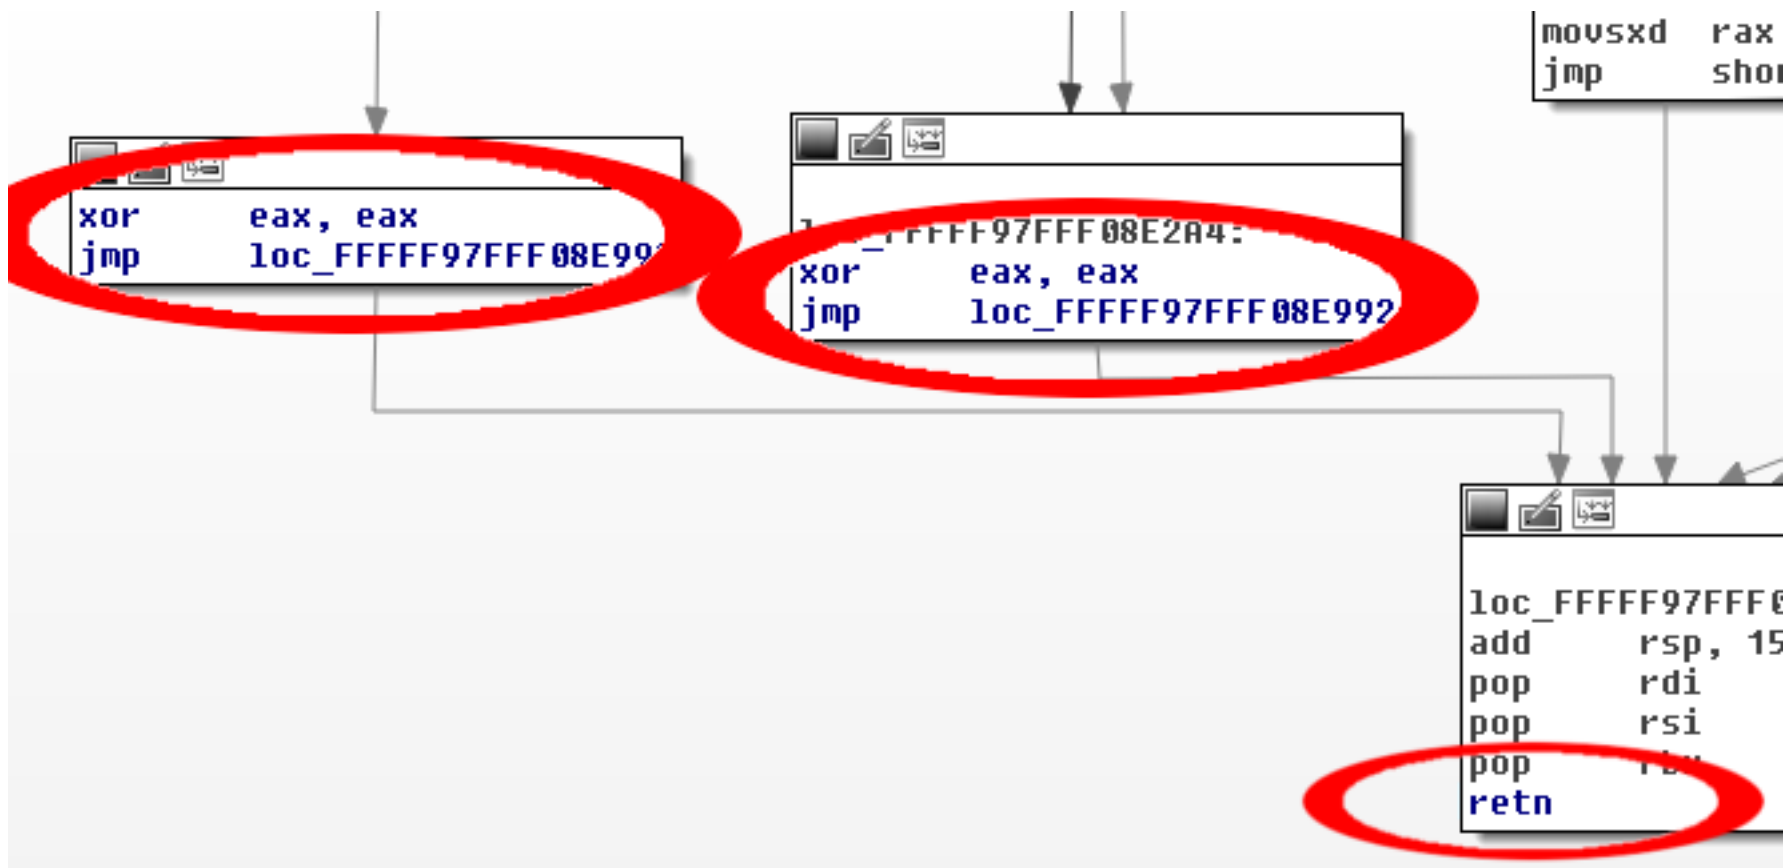 movsxd rax
jmp shor
xor eax, eax
jmp loc_FFFFF97FFF08E99
FFFFF97FFF08E2A4:
xor eax, eax
jmp loc_FFFFF97FFF08E992
loc_FFFFF97FFF0
add rsp, 15
pop rdi
pop rsi
pop
retn